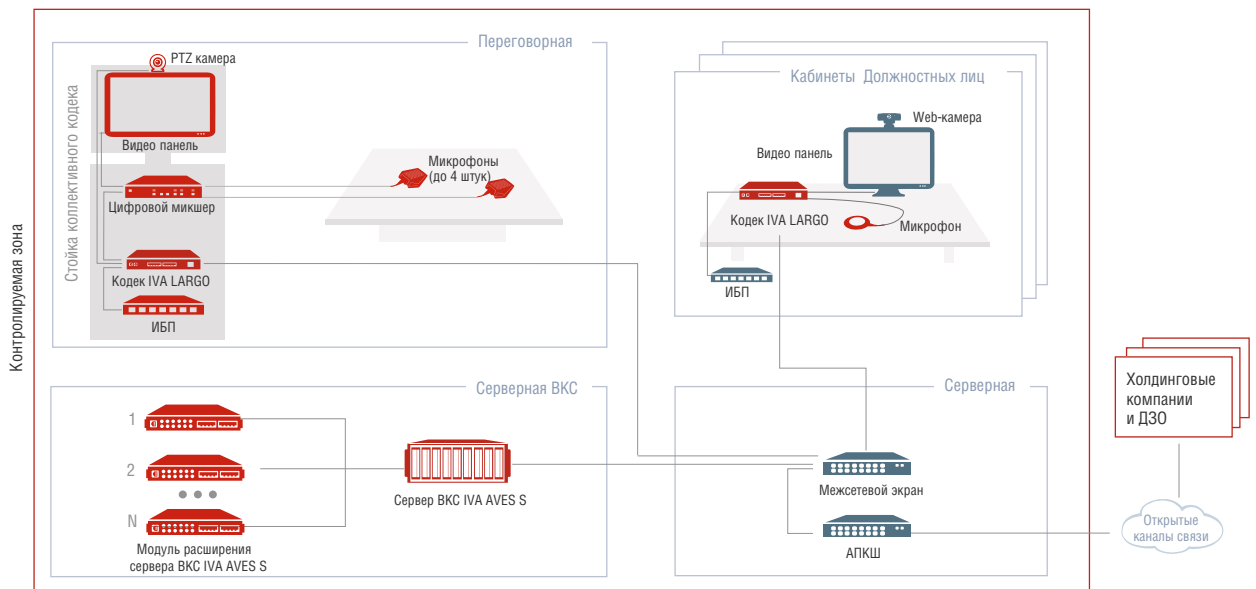 Контролируемая зона
Переговорная
PTZ камера
Стойка коллективного кодека
Видео панель
Цифровой микшер
Кодек IVA LARGO
ИБП
Микрофоны
(до 4 штук)
Кабинеты Должностных лиц
Web-камера
Видео панель
Кодек IVA LARGO
Микрофон
ИБП
Серверная ВКС
1
2
N
Модуль расширения
сервера ВКС IVA AVES S
Сервер ВКС IVA AVES S
Серверная
Межсетевой экран
АПКШ
Холдинговые
компании
и ДЗО
Открытые
каналы связи